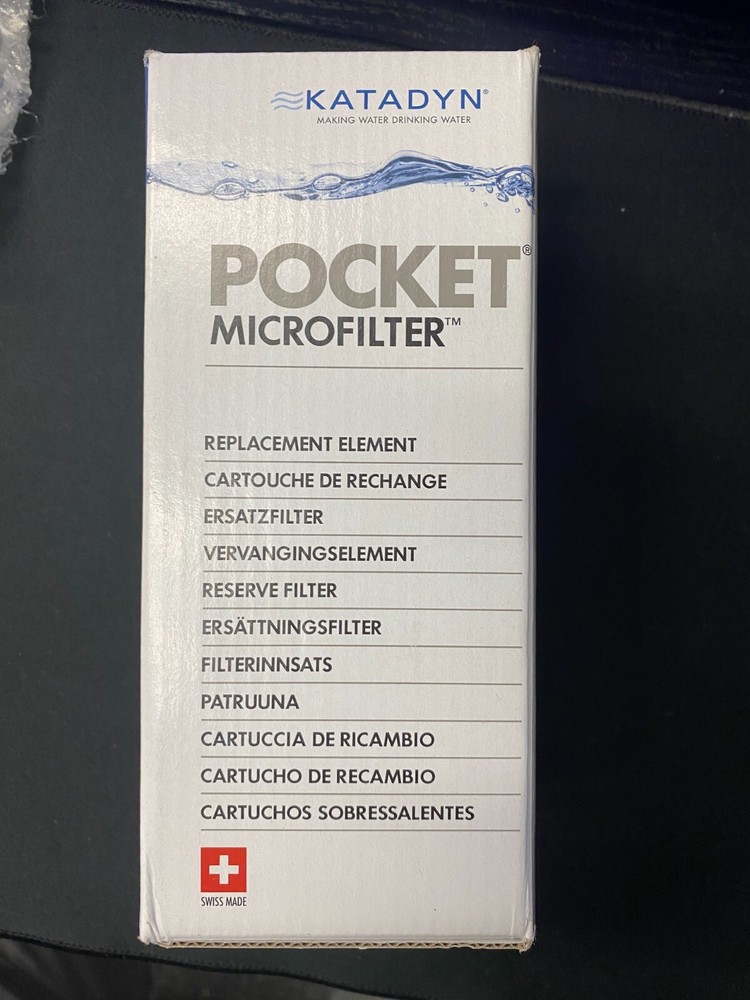 KATADYN®
MAKING WATER DRINKING WATER
POCKET®
MICROFILTER™
REPLACEMENT ELEMENT
CARTOUCHE DE RECHANGE
ERSATZFILTER
VERVANGINGSELEMENT
RESERVE FILTER
ERSÄTTNINGSFILTER
FILTERINNSATS
PATRUUNA
CARTUCCIA DE RICAMBIO
CARTUCHO DE RECAMBIO
CARTUCHOS SOBRESSALENTES
SWISS MADE